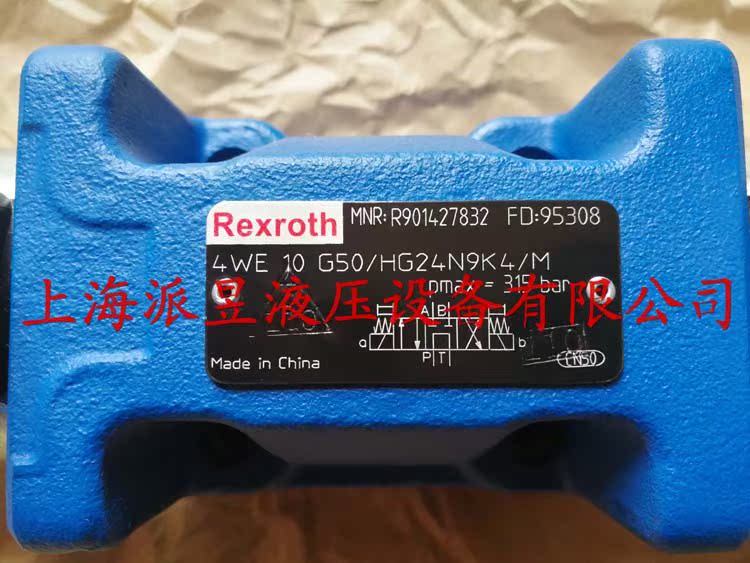 Rexroth MNR: R901427832 FD:95308
4WE 10 G50/HG24N9K4/M
pmax = 315 bar
上海派昱液压设备有限公司
A B
a b
P T
Made in China
CN50